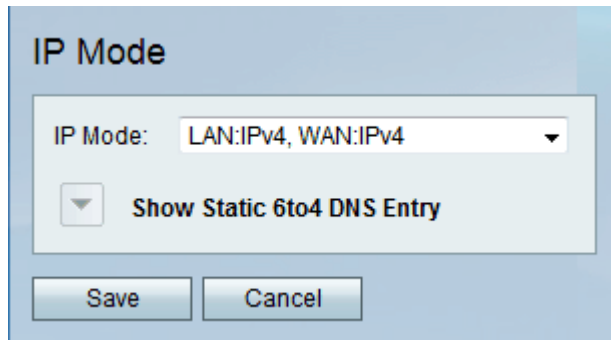 IP Mode
IP Mode: LAN:IPv4, WAN:IPv4
Show Static 6to4 DNS Entry
Save Cancel